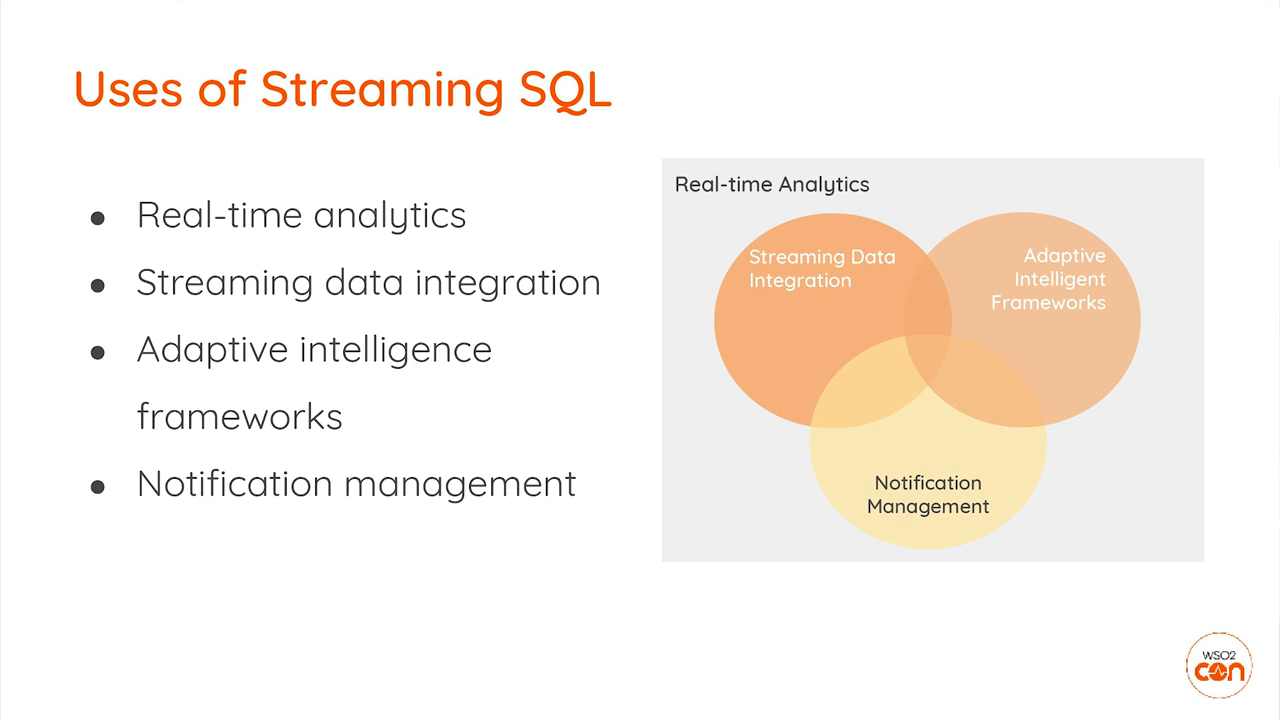 Uses of Streaming SQL
● Real-time analytics
● Streaming data integration
● Adaptive intelligence
frameworks
● Notification management
Real-time Analytics
Streaming Data
Integration
Adaptive
Intelligent
Frameworks
Notification
Management
WSO2
con